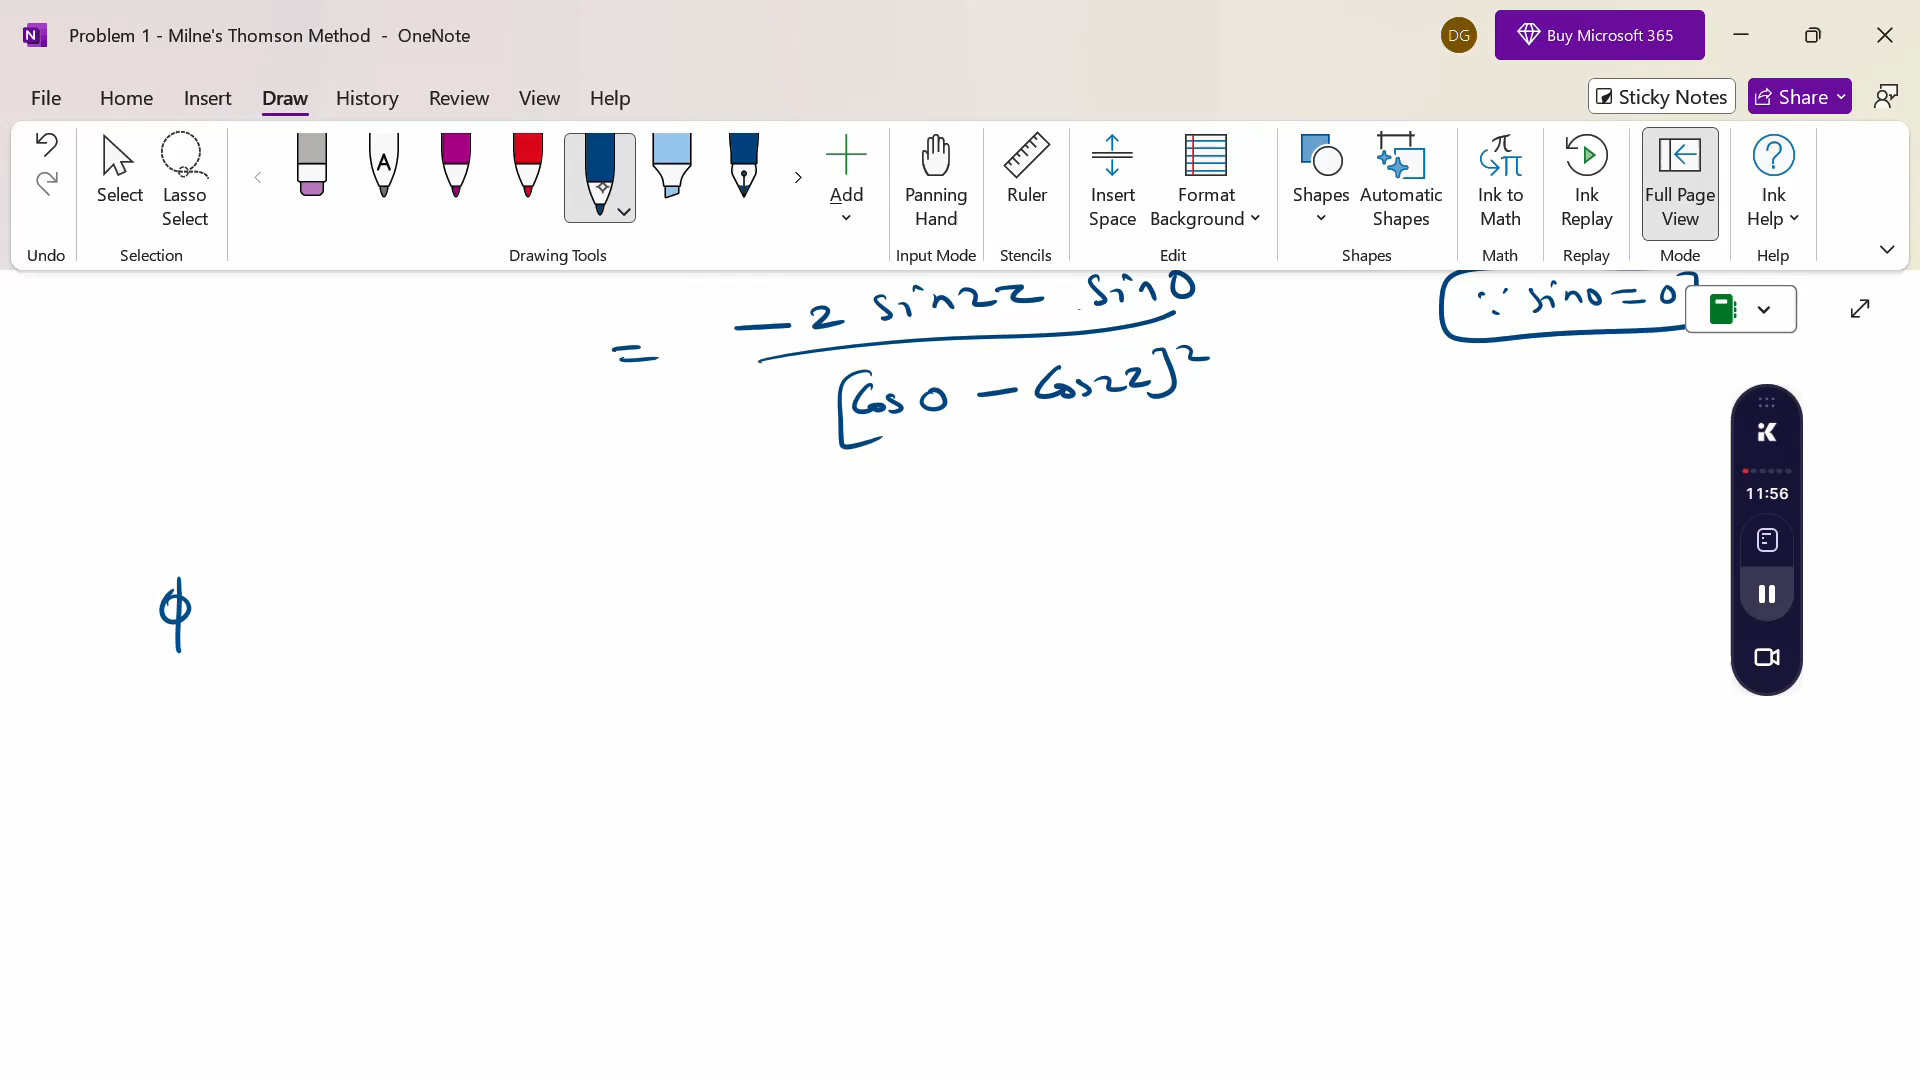 Problem 1 - Milne's Thomson Method - OneNote
DG
Buy Microsoft 365
File Home Insert Draw History Review View Help
Sticky Notes Share
A
Select Lasso Select Add Panning Hand Ruler Insert Space Format Background Shapes Automatic Shapes Ink to Math Ink Replay Full Page View Ink Help
Undo Selection Drawing Tools Input Mode Stencils Edit Shapes Math Replay Mode Help
= — 2 sin2z . sin0
[Cos 0 — Cos2z]²
∵ sin0 = 0
11:56
ϕ